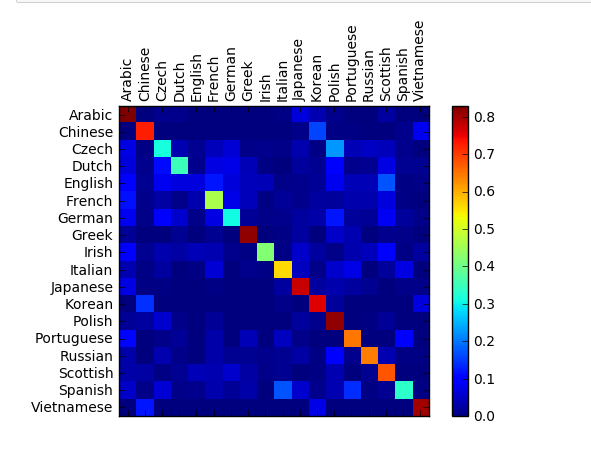 Arabic
Chinese
Czech
Dutch
English
French
German
Greek
Irish
Italian
Japanese
Korean
Polish
Portuguese
Russian
Scottish
Spanish
Vietnamese
Arabic
Chinese
Czech
Dutch
English
French
German
Greek
Irish
Italian
Japanese
Korean
Polish
Portuguese
Russian
Scottish
Spanish
Vietnamese
0.8
0.7
0.6
0.5
0.4
0.3
0.2
0.1
0.0